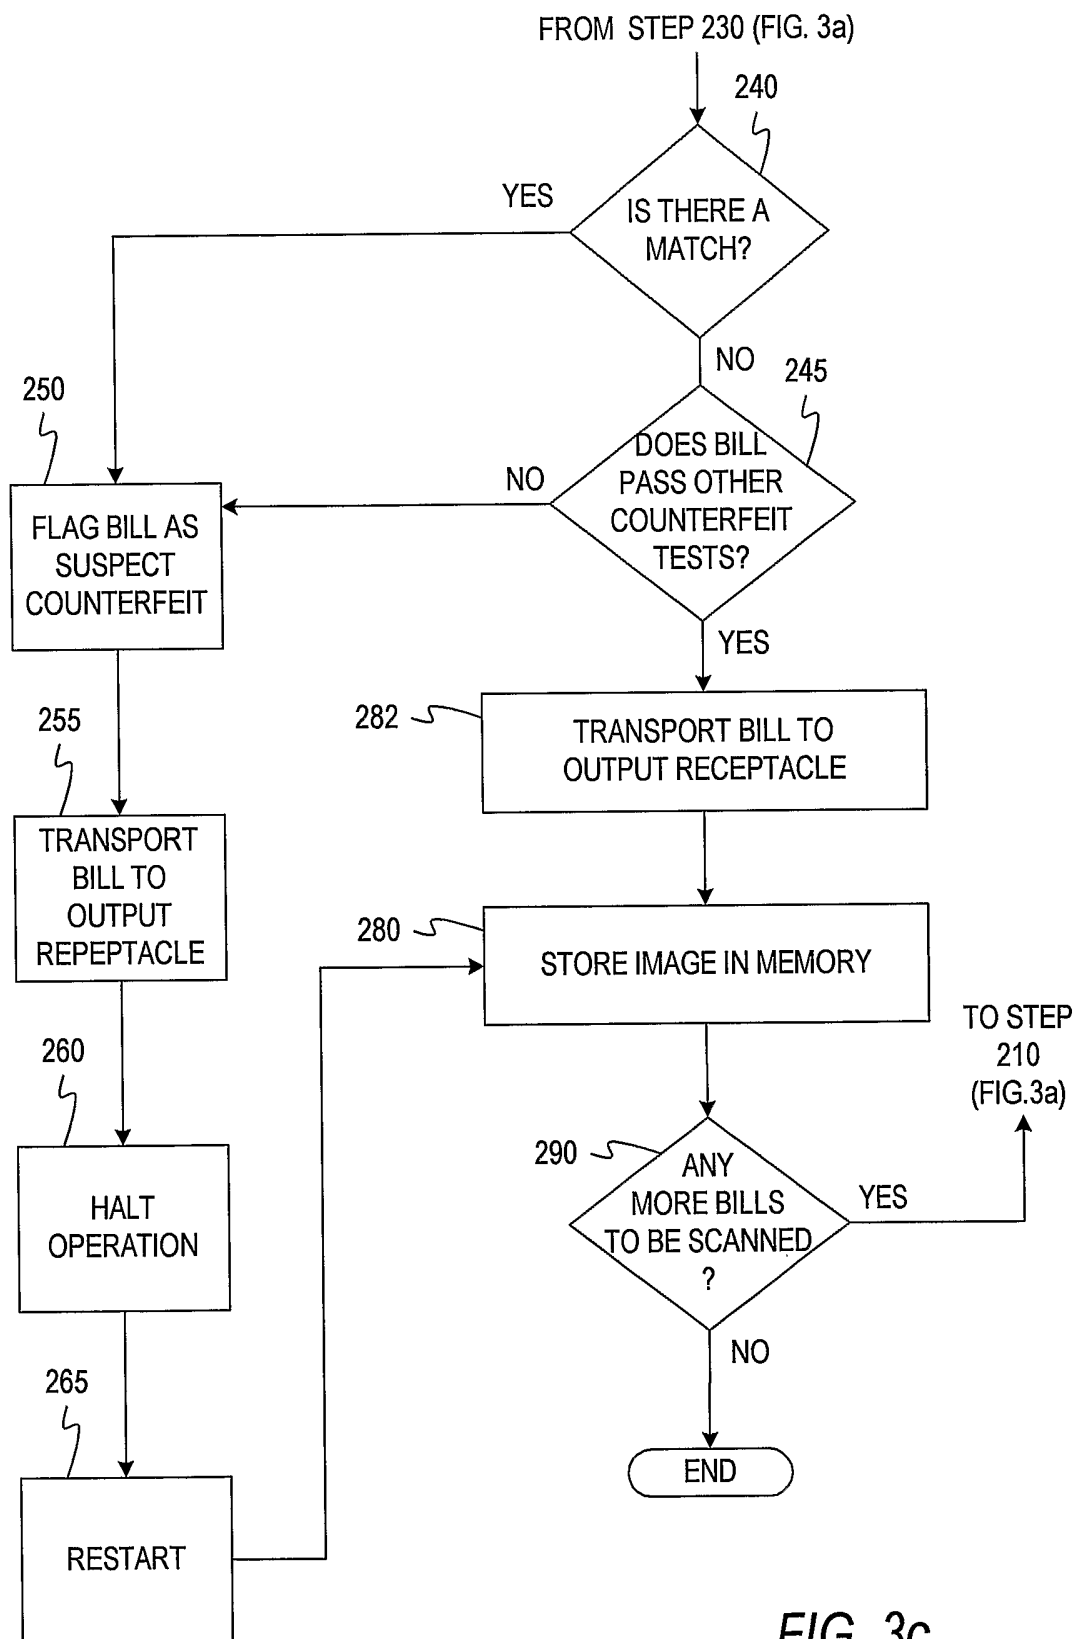 FROM STEP 230 (FIG. 3a)
240
YES
IS THERE A
MATCH?
NO
245
250
DOES BILL
PASS OTHER
COUNTERFEIT
TESTS?
NO
FLAG BILL AS
SUSPECT
COUNTERFEIT
YES
255
282
TRANSPORT BILL TO
OUTPUT RECEPTACLE
TRANSPORT
BILL TO
OUTPUT
REPEPTACLE
280
STORE IMAGE IN MEMORY
TO STEP
210
(FIG.3a)
260
290
ANY
MORE BILLS
TO BE SCANNED
?
YES
HALT
OPERATION
NO
265
END
RESTART
FIG. 3c